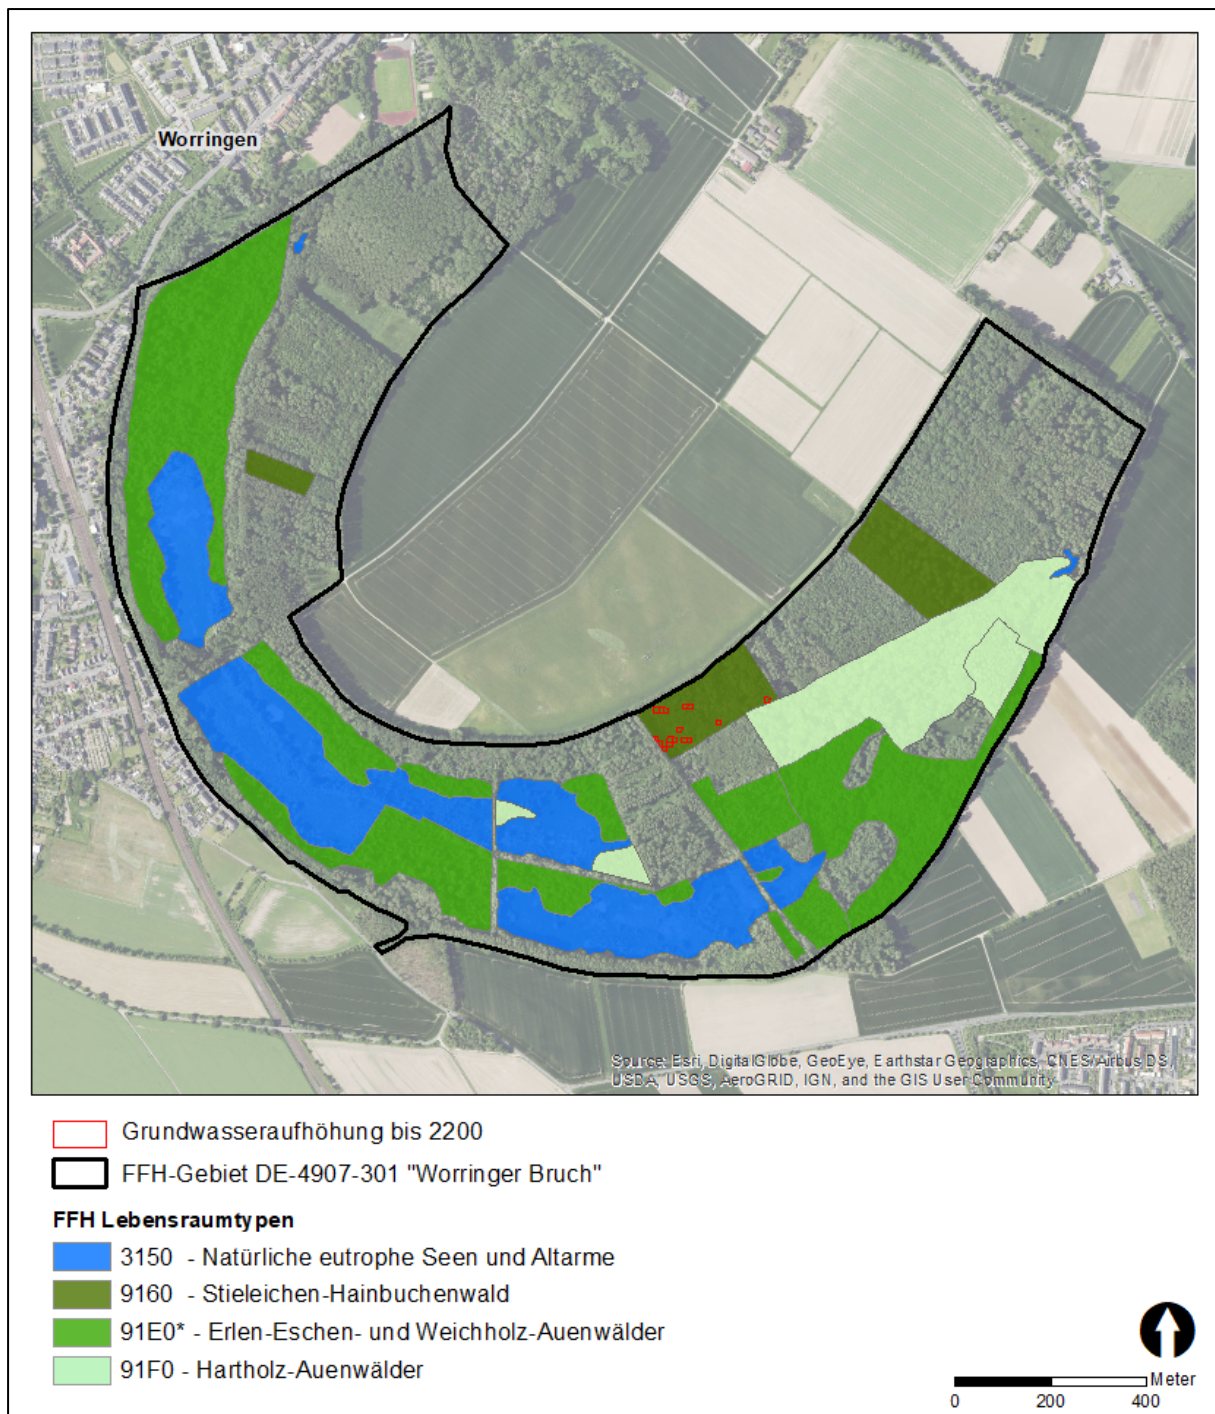 Worringen
Source: Esri, DigitalGlobe, GeoEye, Earthstar Geographics, CNES/Airbus DS,
USDA, USGS, AeroGRID, IGN, and the GIS User Community
Grundwasseraufhöhung bis 2200
FFH-Gebiet DE-4907-301 "Worringer Bruch"
FFH Lebensraumtypen
3150 - Natürliche eutrophe Seen und Altarme
9160 - Stieleichen-Hainbuchenwald
91E0* - Erlen-Eschen- und Weichholz-Auenwälder
91F0 - Hartholz-Auenwälder
Meter
0 200 400